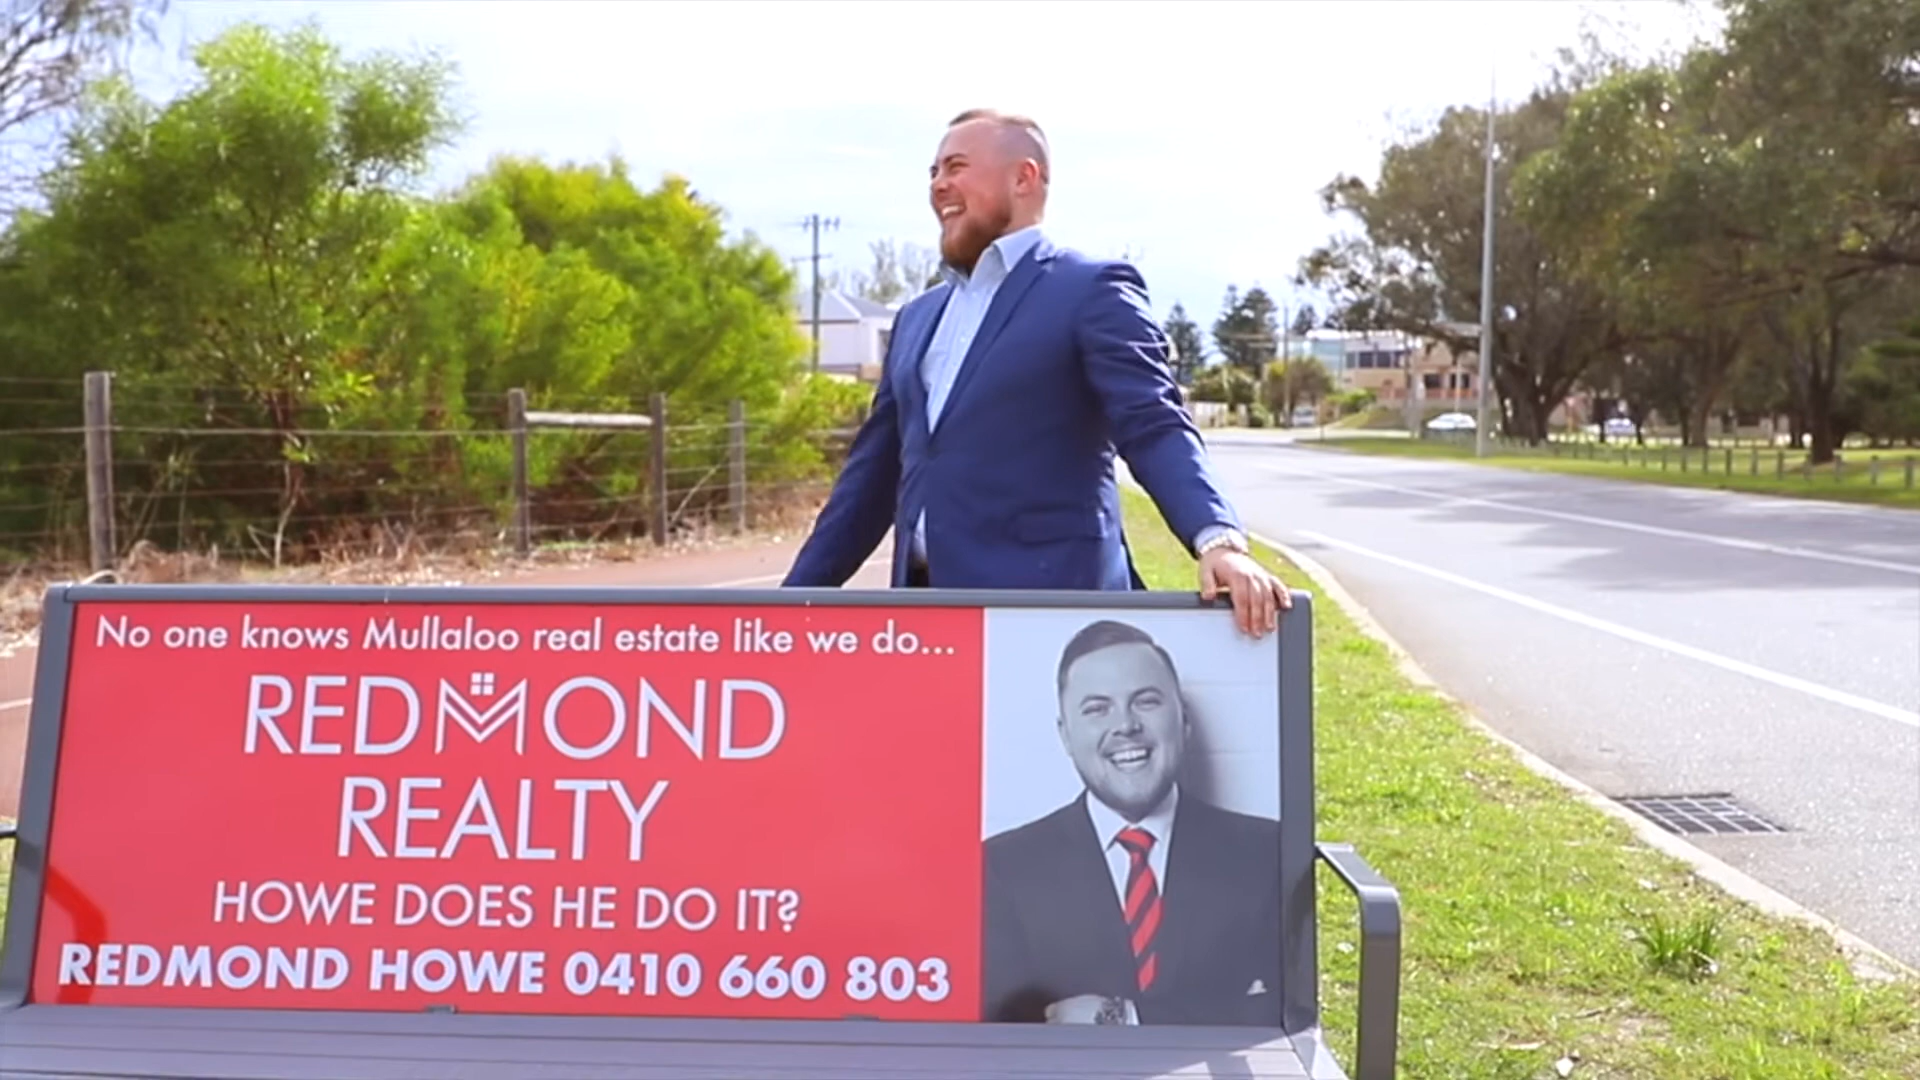 No one knows Mullaloo real estate like we do...
REDMOND
REALTY
HOWE DOES HE DO IT?
REDMOND HOWE 0410 660 803